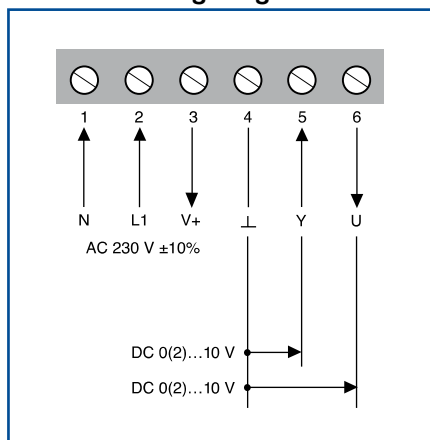 1 2 3 4 5 6
N L1 V+ ⊥ Y U
AC 230 V ±10%
DC 0(2)…10 V
DC 0(2)…10 V